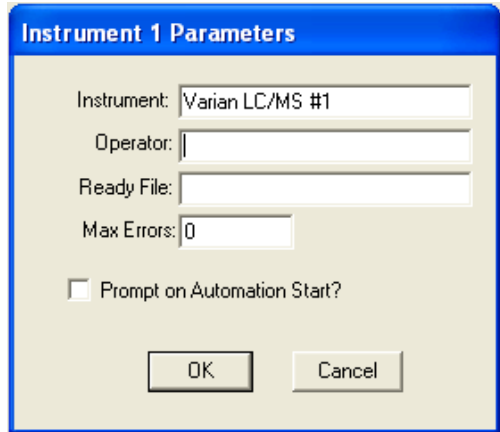 Instrument 1 Parameters
Instrument: Varian LC/MS #1
Operator:
Ready File:
Max Errors: 0
Prompt on Automation Start?
OK Cancel